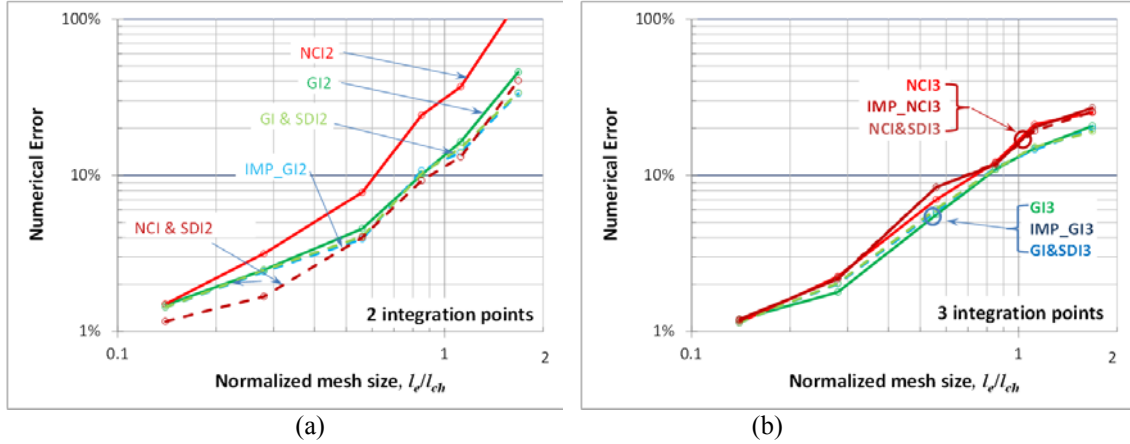 100%
NCI2
GI2
GI & SDI2
IMP_GI2
NCI & SDI2
10%
1%
2 integration points
0.1
1
2
Numerical Error
Normalized mesh size, le/lch
(a)
100%
NCI3
IMP_NCI3
NCI&SDI3
10%
GI3
IMP_GI3
GI&SDI3
1%
3 integration points
0.1
1
2
Numerical Error
Normalized mesh size, le/lch
(b)